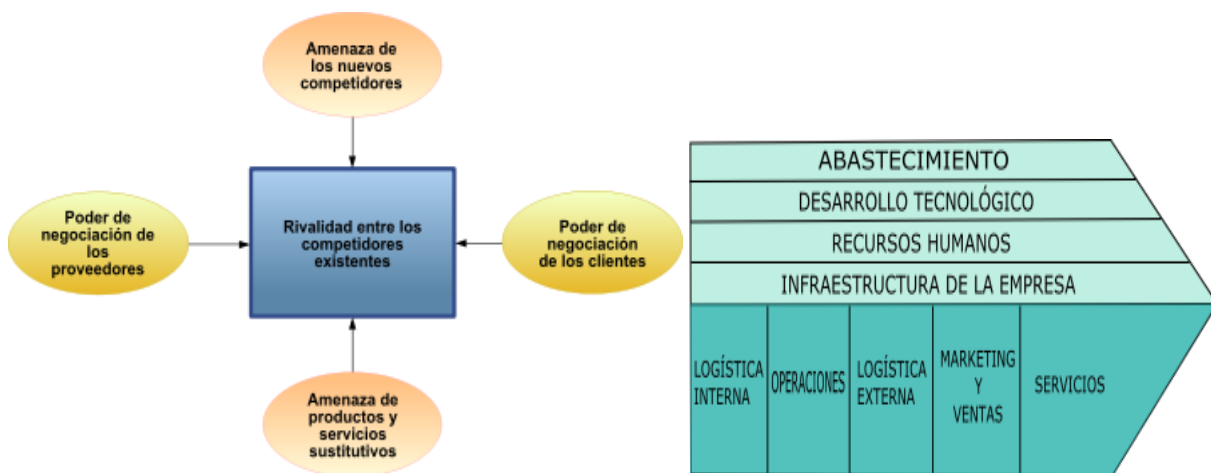 Amenaza de
los nuevos
competidores
Poder de
negociación de
los
proveedores
Rivalidad entre los
competidores
existentes
Poder de
negociación
de los clientes
Amenaza de
productos y
servicios
sustitutivos
ABASTECIMIENTO
DESARROLLO TECNOLÓGICO
RECURSOS HUMANOS
INFRAESTRUCTURA DE LA EMPRESA
LOGÍSTICA
INTERNA
OPERACIONES
LOGÍSTICA
EXTERNA
MARKETING
Y
VENTAS
SERVICIOS